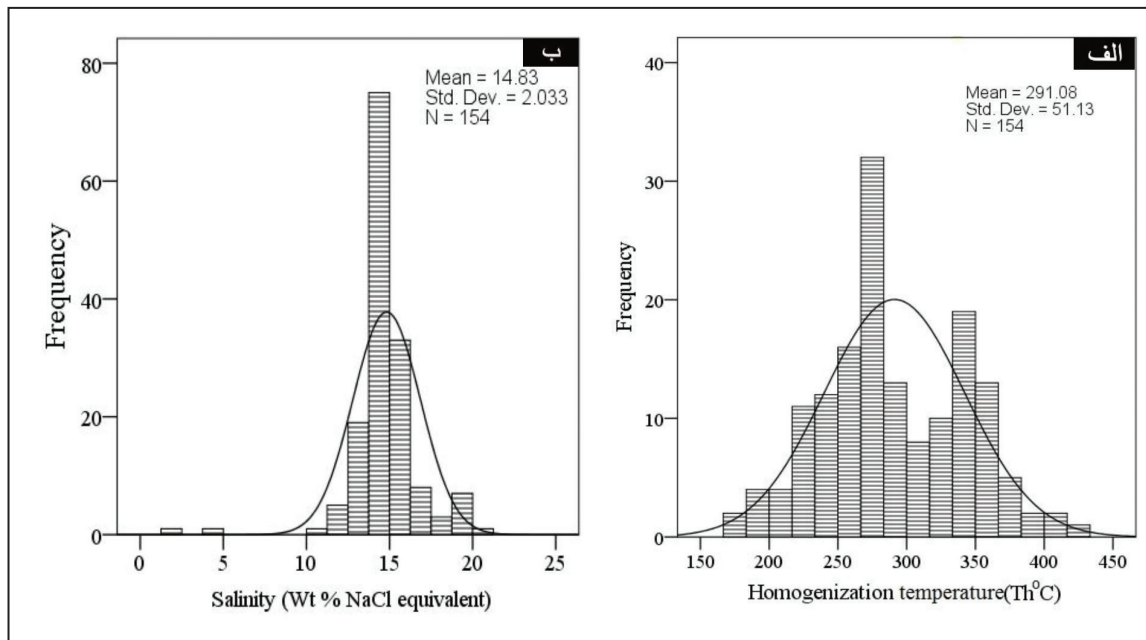 ب
Mean = 14.83
Std. Dev. = 2.033
N = 154
80
60
40
20
0
Frequency
0 5 10 15 20 25
Salinity (Wt % NaCl equivalent)
الف
Mean = 291.08
Std. Dev. = 51.13
N = 154
40
30
20
10
0
Frequency
150 200 250 300 350 400 450
Homogenization temperature(Th°C)